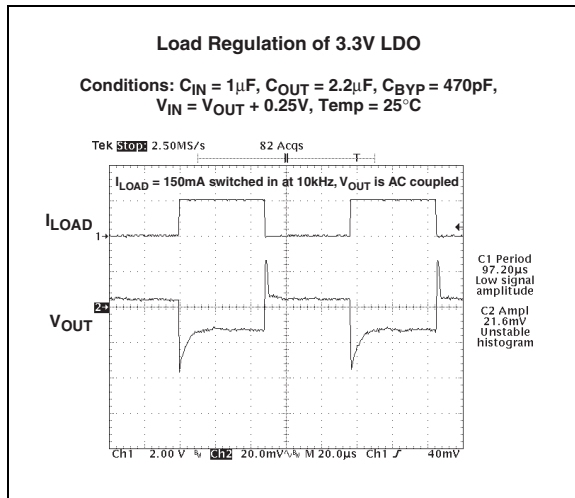 Load Regulation of 3.3V LDO
Conditions: CIN = 1μF, COUT = 2.2μF, CBYP = 470pF,
VIN = VOUT + 0.25V, Temp = 25°C
Tek Stop: 2.50MS/s 82 Acqs
T
ILOAD = 150mA switched in at 10kHz, VOUT is AC coupled
ILOAD
1
C1 Period
97.20μs
Low signal
amplitude
2
VOUT
C2 Ampl
21.6mV
Unstable
histogram
Ch1 2.00 V Ch2 20.0mV M 20.0μs Ch1 40mV